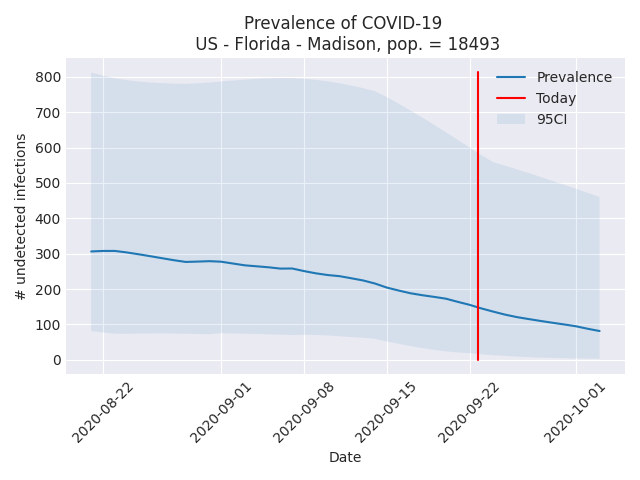 Prevalence of COVID-19
US - Florida - Madison, pop. = 18493
# undetected infections
800
700
600
500
400
300
200
100
0
Prevalence
Today
95CI
2020-08-22
2020-09-01
2020-09-08
2020-09-15
2020-09-22
2020-10-01
Date